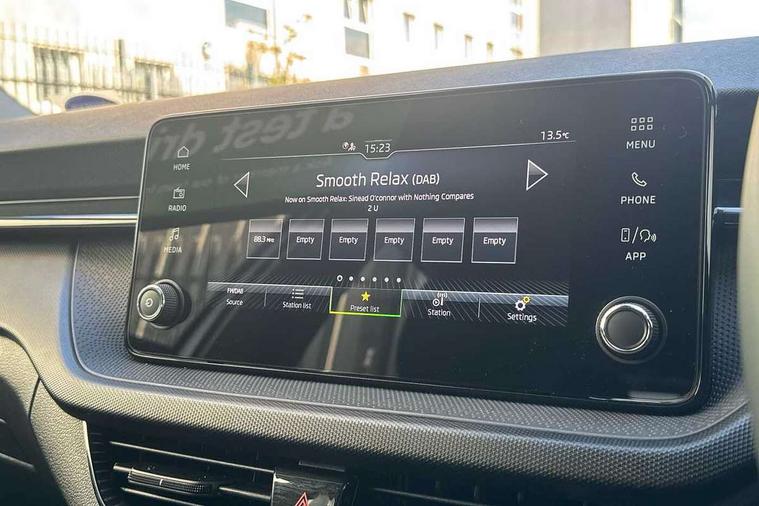 a test dri
15:23
13.5°C
HOME
RADIO
MEDIA
Smooth Relax (DAB)
Now on Smooth Relax: Sinead O'connor with Nothing Compares
2 U
88.3 MHz
Empty
Empty
Empty
Empty
Empty
FM/DAB
Source
Station list
Preset list
Station
Settings
MENU
PHONE
APP